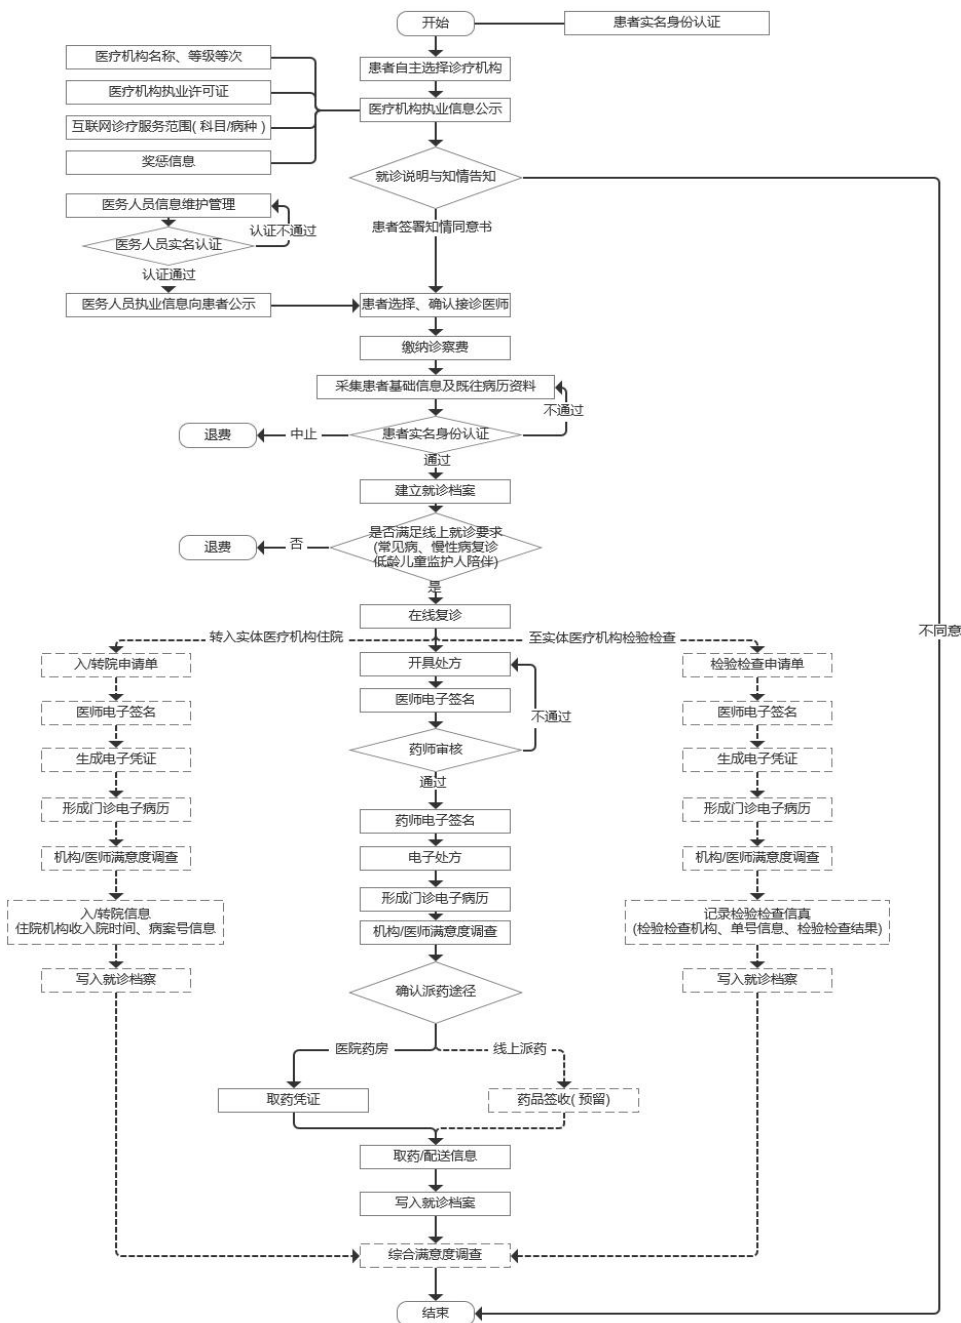 开始
患者实名身份认证
患者自主选择诊疗机构
医疗机构名称、等级等次
医疗机构执业许可证
医疗机构执业信息公示
互联网诊疗服务范围( 科目/病种 )
奖惩信息
就诊说明与知情告知
医务人员信息维护管理
认证不通过
患者签署知情同意书
医务人员实名认证
认证通过
医务人员执业信息向患者公示
患者选择、确认接诊医师
缴纳诊察费
采集患者基础信息及既往病历资料
不通过
退费
中止
患者实名身份认证
通过
建立就诊档案
退费
否
是否满足线上就诊要求
(常见病、慢性病复诊
低龄儿童监护人陪伴)
是
在线复诊
不同意
转入实体医疗机构住院
至实体医疗机构检验检查
入/转院申请单
开具处方
检验检查申请单
医师电子签名
医师电子签名
医师电子签名
不通过
生成电子凭证
药师审核
生成电子凭证
通过
形成门诊电子病历
药师电子签名
形成门诊电子病历
机构/医师满意度调查
电子处方
机构/医师满意度调查
形成门诊电子病历
入/转院信息
住院机构收入院时间、病案号信息
机构/医师满意度调查
记录检验检查信真
(检验检查机构、单号信息、检验检查结果)
写入就诊档察
确认派药途径
写入就诊档察
医院药房
线上派药
取药凭证
药品签收( 预留)
取药/配送信息
写入就诊档案
综合满意度调查
结束